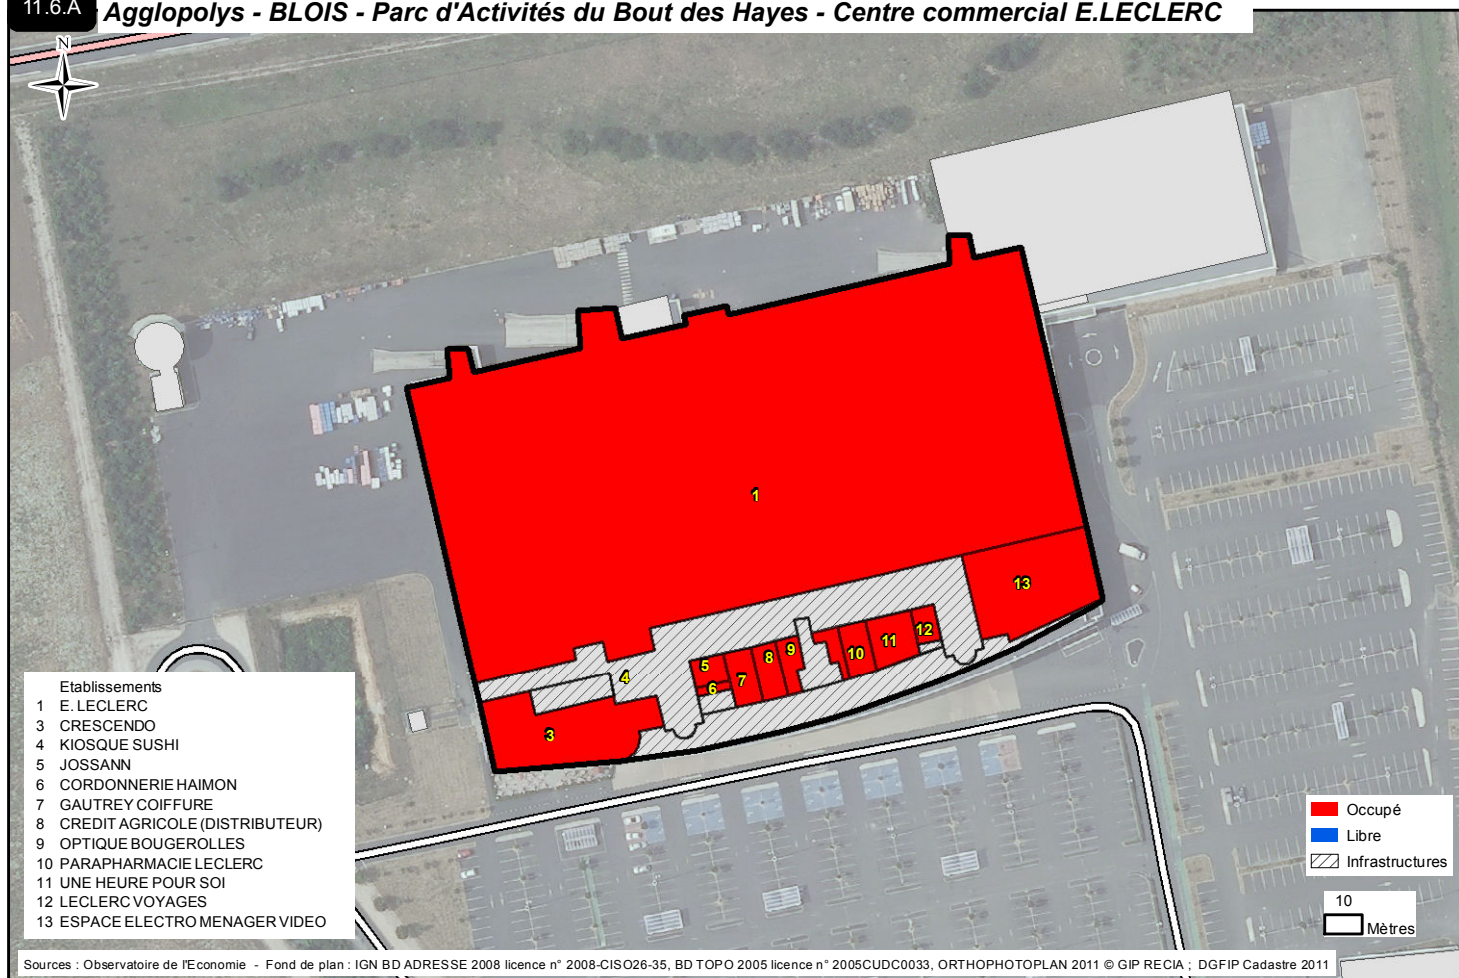 11.6.A
Agglopolys - BLOIS - Parc d'Activités du Bout des Hayes - Centre commercial E.LECLERC
N
1
13
12
11
10
9
8
7
5
6
4
3
Etablissements
1 E. LECLERC
3 CRESCENDO
4 KIOSQUE SUSHI
5 JOSSANN
6 CORDONNERIE HAIMON
7 GAUTREY COIFFURE
8 CREDIT AGRICOLE (DISTRIBUTEUR)
9 OPTIQUE BOUGEROLLES
10 PARAPHARMACIE LECLERC
11 UNE HEURE POUR SOI
12 LECLERC VOYAGES
13 ESPACE ELECTRO MENAGER VIDEO
Occupé
Libre
Infrastructures
10
Mètres
Sources : Observatoire de l'Economie - Fond de plan : IGN BD ADRESSE 2008 licence n° 2008-CISO26-35, BD TOPO 2005 licence n° 2005CUDC0033, ORTHOPHOTOPLAN 2011 © GIP RECIA ; DGFIP Cadastre 2011